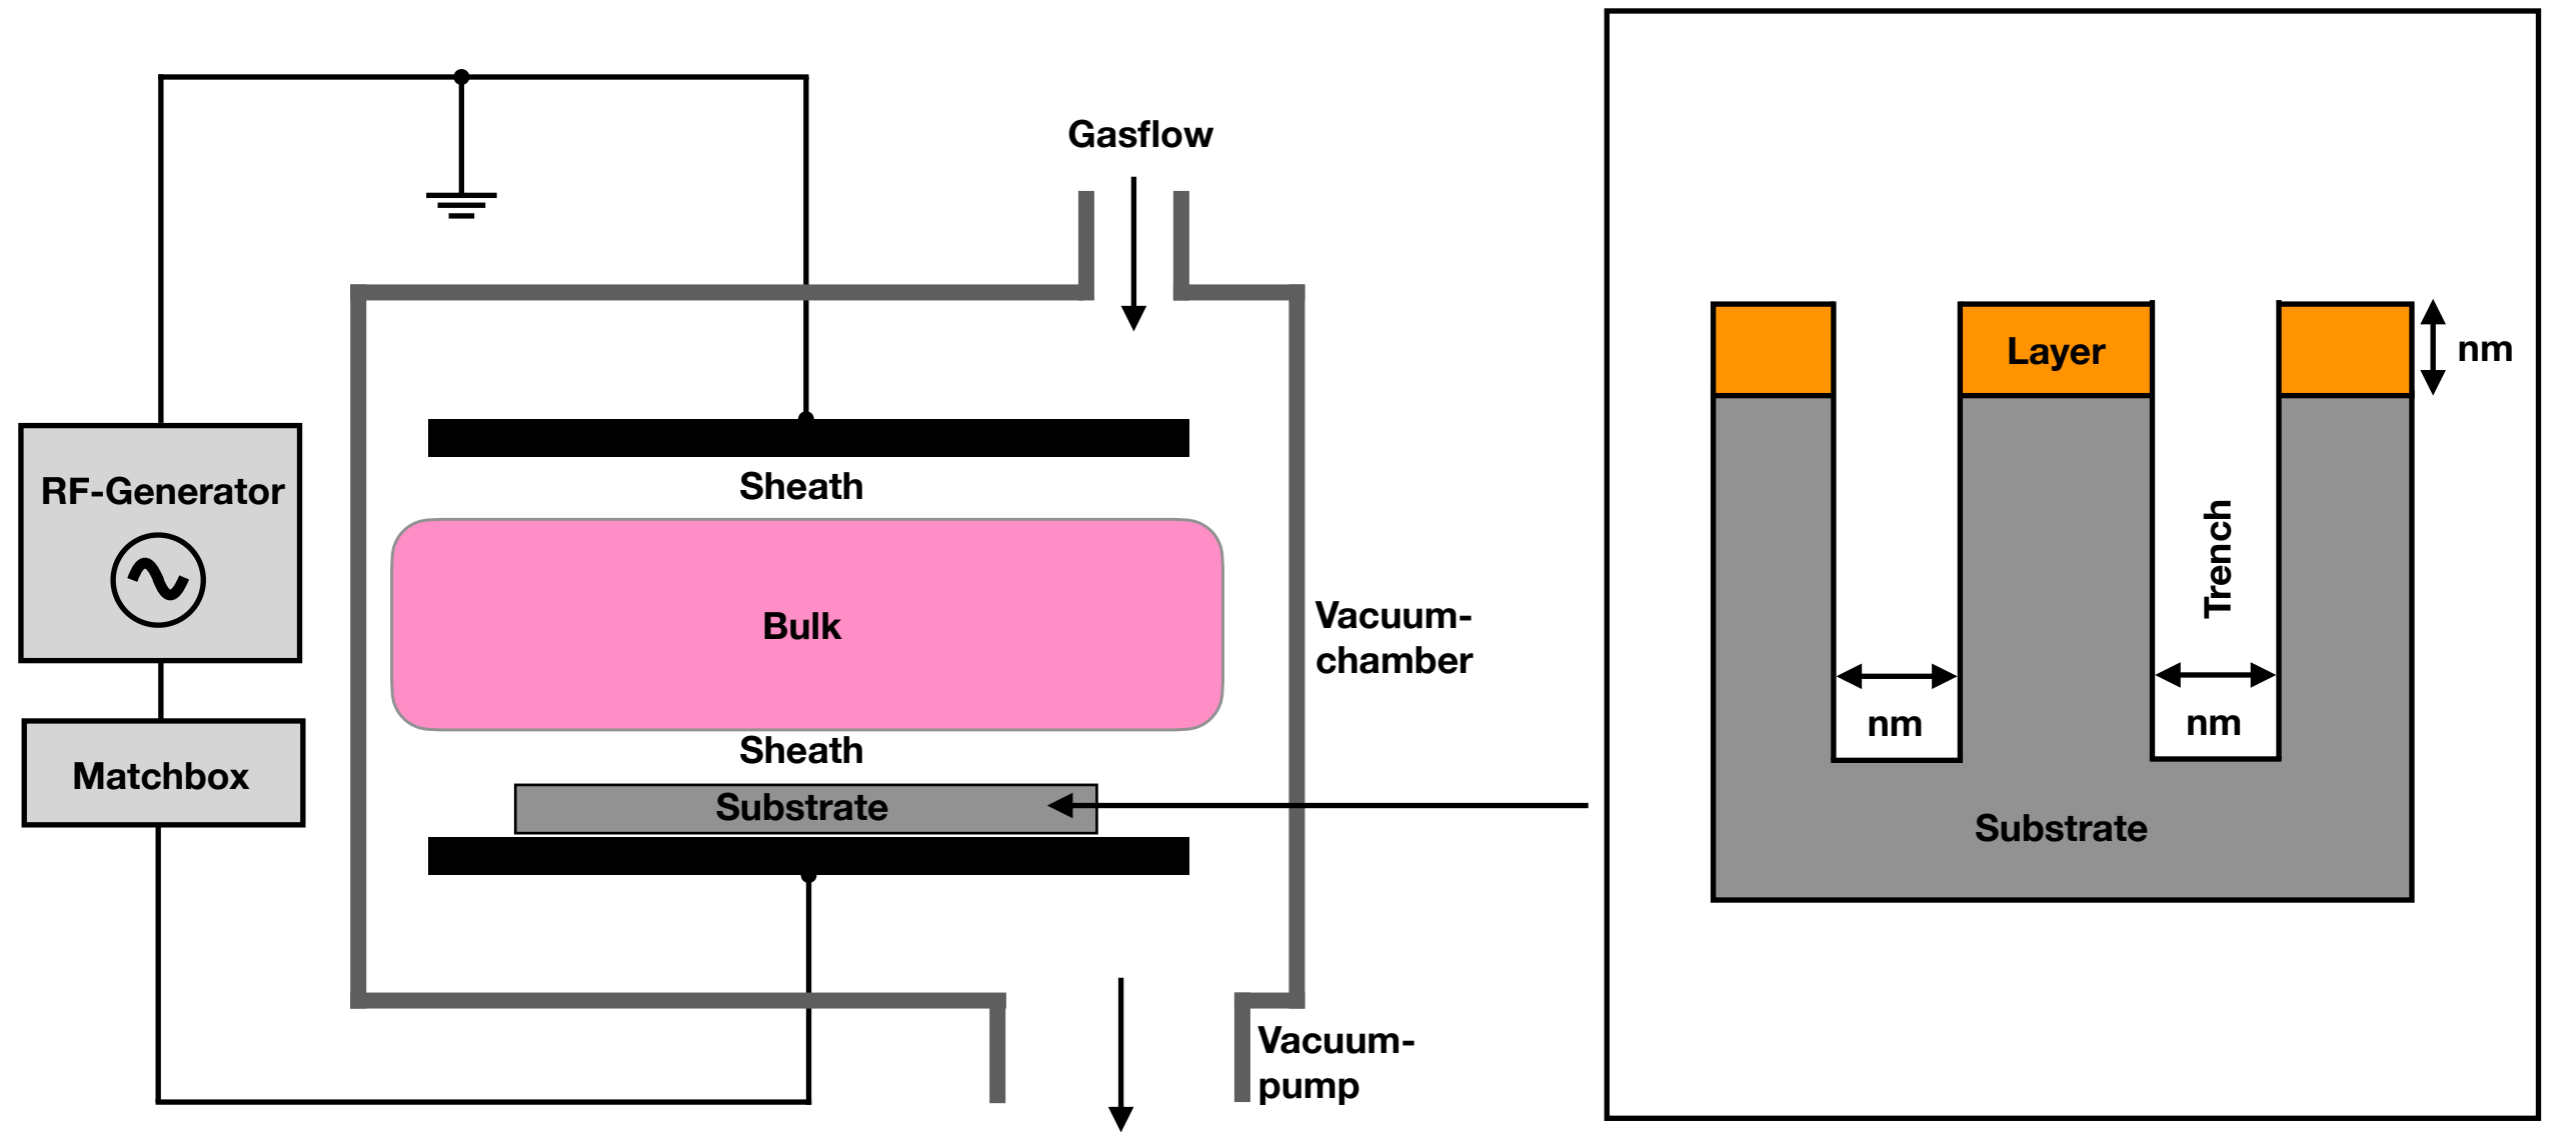 Gasflow
RF-Generator
Sheath
Bulk
Sheath
Matchbox
Substrate
Vacuum-
chamber
Vacuum-
pump
Layer
nm
Trench
nm
nm
Substrate